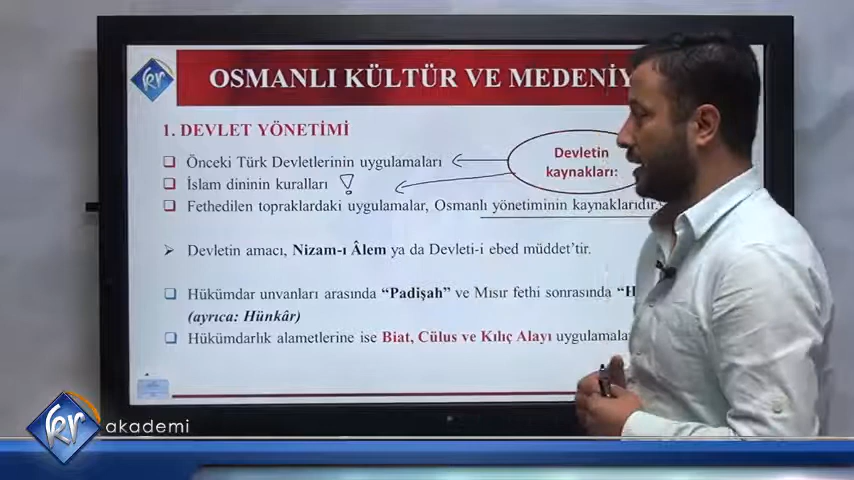 OSMANLI KÜLTÜR VE MEDENİY
1. DEVLET YÖNETİMİ
Önceki Türk Devletlerinin uygulamaları
İslam dininin kuralları
Fethedilen topraklardaki uygulamalar, Osmanlı yönetiminin kaynaklarıdır.
Devletin
kaynakları:
Devletin amacı, Nizam-ı Âlem ya da Devleti-i ebed müddet’tir.
Hükümdar unvanları arasında “Padişah” ve Mısır fethi sonrasında “H
(ayrıca: Hünkâr)
Hükümdarlık alametlerine ise Biat, Cülus ve Kılıç Alayı uygulamala
kr akademi